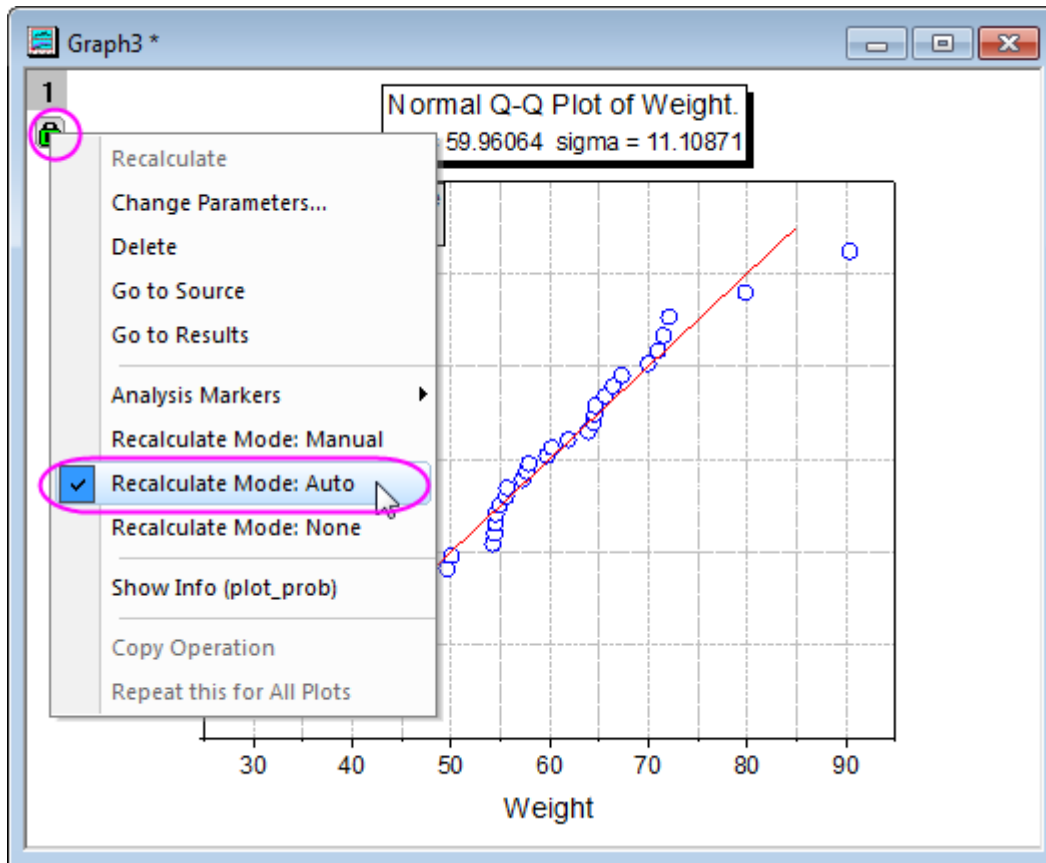 Graph3 *
1
Normal Q-Q Plot of Weight.
= 59.96064 sigma = 11.10871
Recalculate
Change Parameters...
Delete
Go to Source
Go to Results
Analysis Markers
Recalculate Mode: Manual
Recalculate Mode: Auto
Recalculate Mode: None
Show Info (plot_prob)
Copy Operation
Repeat this for All Plots
30 40 50 60 70 80 90
Weight